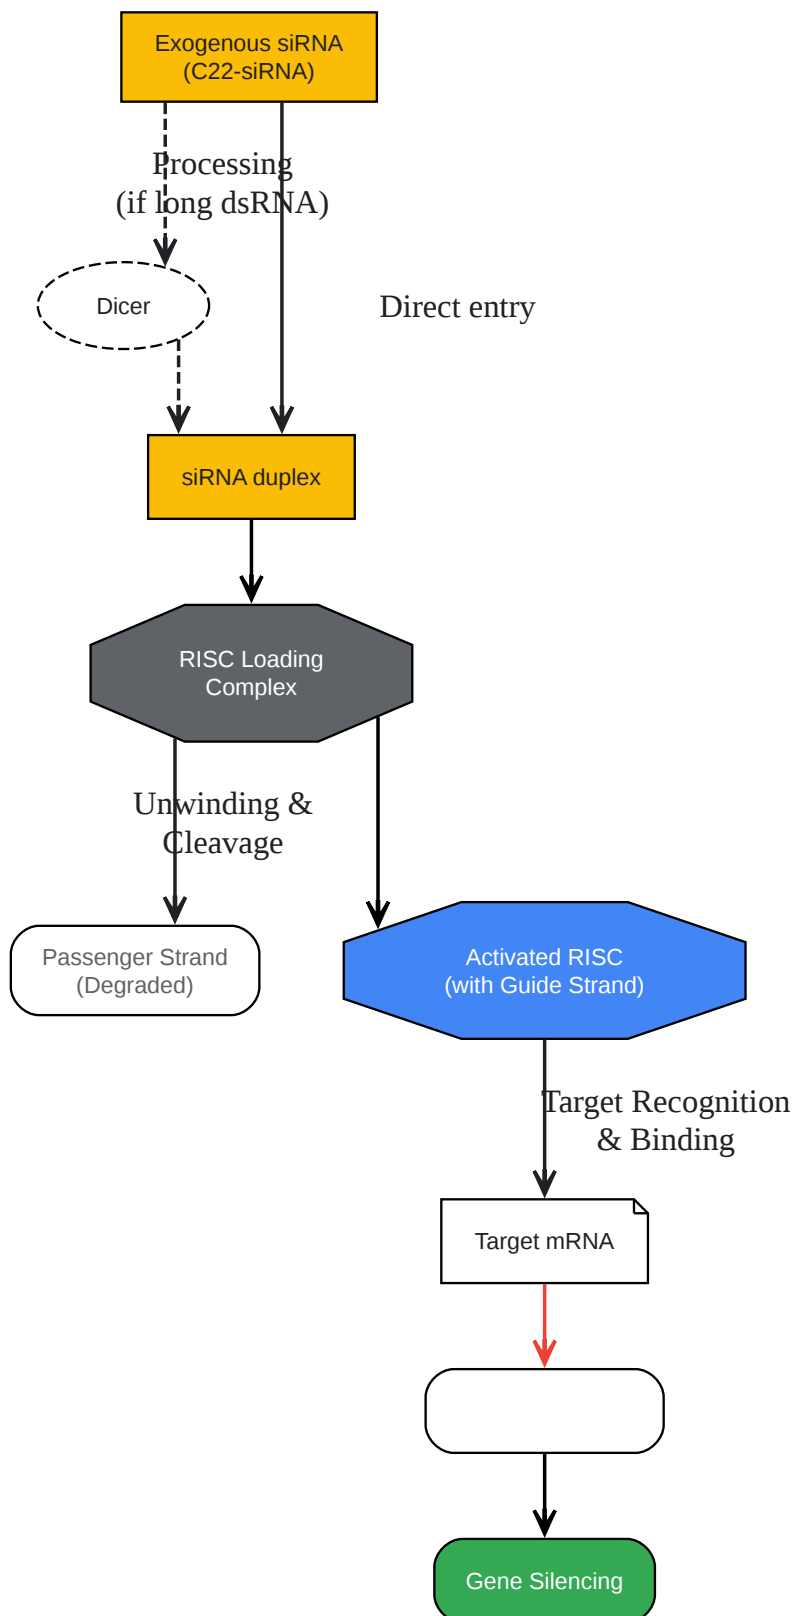 Exogenous siRNA
(C22-siRNA)
Processing
(if long dsRNA)
Dicer
Direct entry
siRNA duplex
RISC Loading
Complex
Unwinding &
Cleavage
Passenger Strand
(Degraded)
Activated RISC
(with Guide Strand)
Target Recognition
& Binding
Target mRNA
Gene Silencing